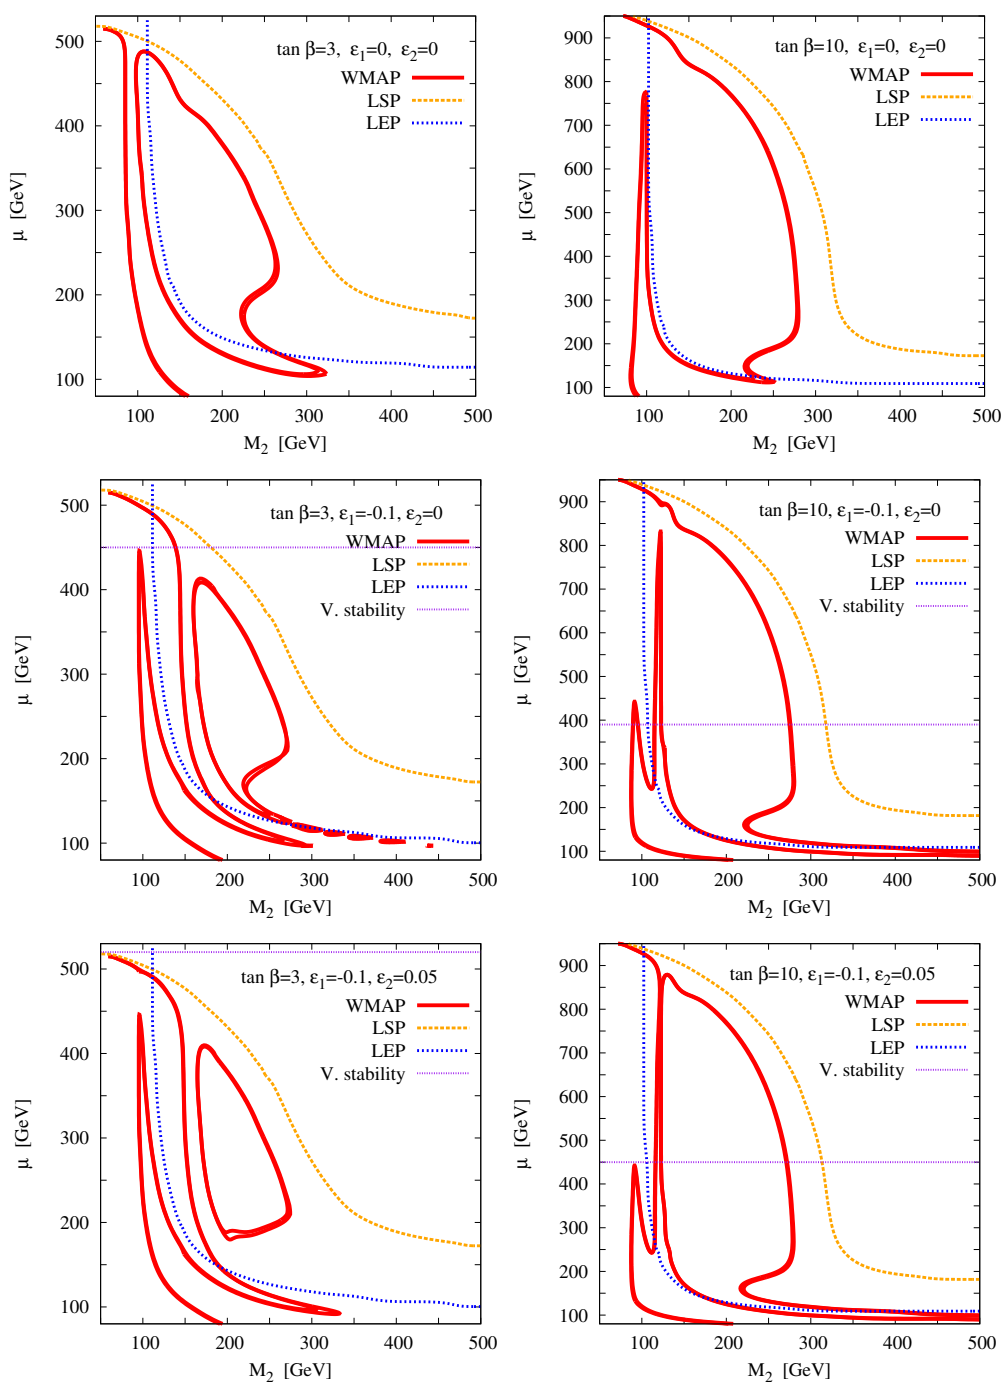 tan β=3, ε₁=0, ε₂=0
WMAP
LSP
LEP
500
400
300
200
100
μ [GeV]
100 200 300 400 500
M₂ [GeV]
tan β=10, ε₁=0, ε₂=0
WMAP
LSP
LEP
900
800
700
600
500
400
300
200
100
μ [GeV]
100 200 300 400 500
M₂ [GeV]
tan β=3, ε₁=-0.1, ε₂=0
WMAP
LSP
LEP
V. stability
500
400
300
200
100
μ [GeV]
100 200 300 400 500
M₂ [GeV]
tan β=10, ε₁=-0.1, ε₂=0
WMAP
LSP
LEP
V. stability
900
800
700
600
500
400
300
200
100
μ [GeV]
100 200 300 400 500
M₂ [GeV]
tan β=3, ε₁=-0.1, ε₂=0.05
WMAP
LSP
LEP
V. stability
500
400
300
200
100
μ [GeV]
100 200 300 400 500
M₂ [GeV]
tan β=10, ε₁=-0.1, ε₂=0.05
WMAP
LSP
LEP
V. stability
900
800
700
600
500
400
300
200
100
μ [GeV]
100 200 300 400 500
M₂ [GeV]